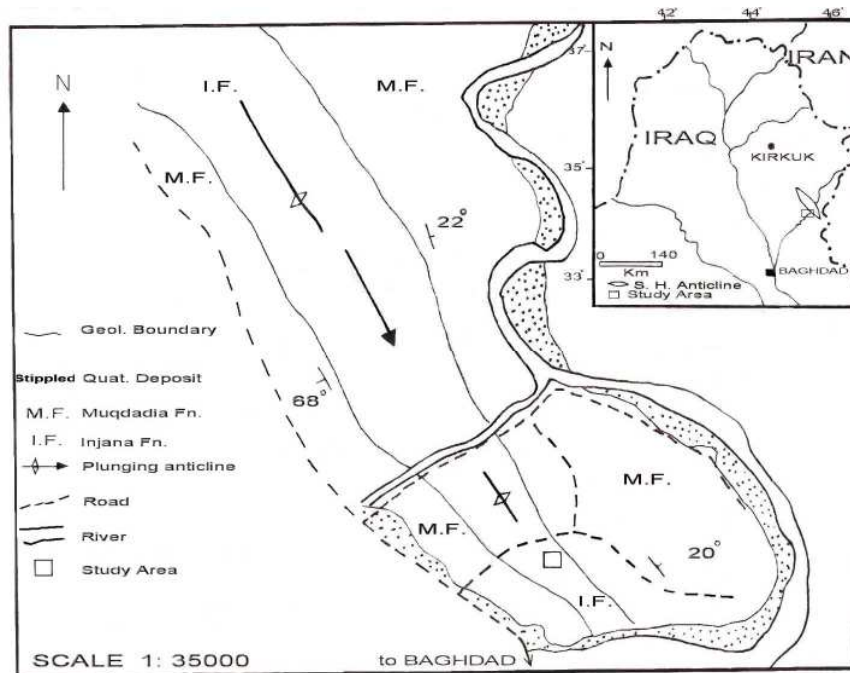 42°
44°
46°
37°
35°
33°
N
IRAN
IRAQ
KIRKUK
BAGHDAD
0 140
Km
S. H. Anticline
Study Area
N
I.F.
M.F.
M.F.
22°
68°
M.F.
M.F.
20°
I.F.
Geol. Boundary
Stippled Quat. Deposit
M.F. Muqdadia Fn.
I.F. Injana Fn.
Plunging anticline
Road
River
Study Area
SCALE 1: 35000
to BAGHDAD